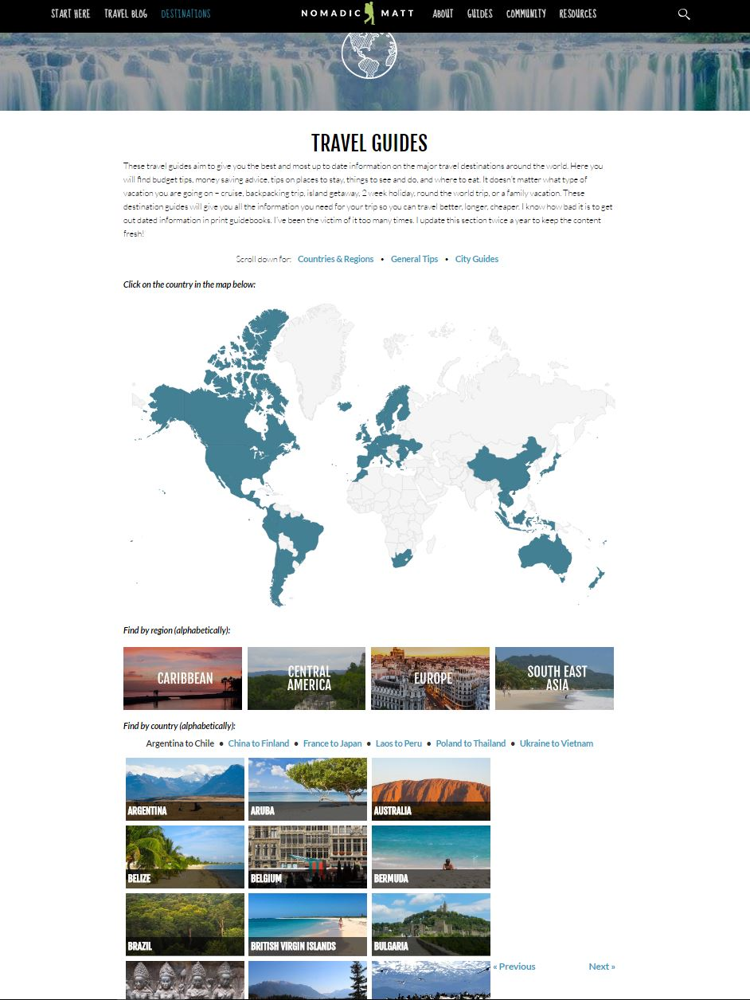 START HERE TRAVEL BLOG DESTINATIONS NOMADIC MATT ABOUT GUIDES COMMUNITY RESOURCES
TRAVEL GUIDES
These travel guides aim to give you the best and most up to date information on the major travel destinations around the world. Here you
will find budget tips, money saving advice, tips on places to stay, things to see and do, and where to eat. It doesn't matter what type of
vacation you are going on – cruise, backpacking trip, island getaway, 2 week holiday, round the world trip, or a family vacation. These
destination guides will give you all the information you need for your trip so you can travel better, longer, cheaper. I know how bad it is to get
out dated information in print guidebooks. I've been the victim of it too many times. I update this section twice a year to keep the content
fresh!
Scroll down for: Countries & Regions • General Tips • City Guides
Click on the country in the map below:
Find by region (alphabetically):
CARIBBEAN
CENTRAL
AMERICA
EUROPE
SOUTH EAST
ASIA
Find by country (alphabetically):
Argentina to Chile • China to Finland • France to Japan • Laos to Peru • Poland to Thailand • Ukraine to Vietnam
ARGENTINA
ARUBA
AUSTRALIA
BELIZE
BELGIUM
BERMUDA
BRAZIL
BRITISH VIRGIN ISLANDS
BULGARIA
« Previous Next »